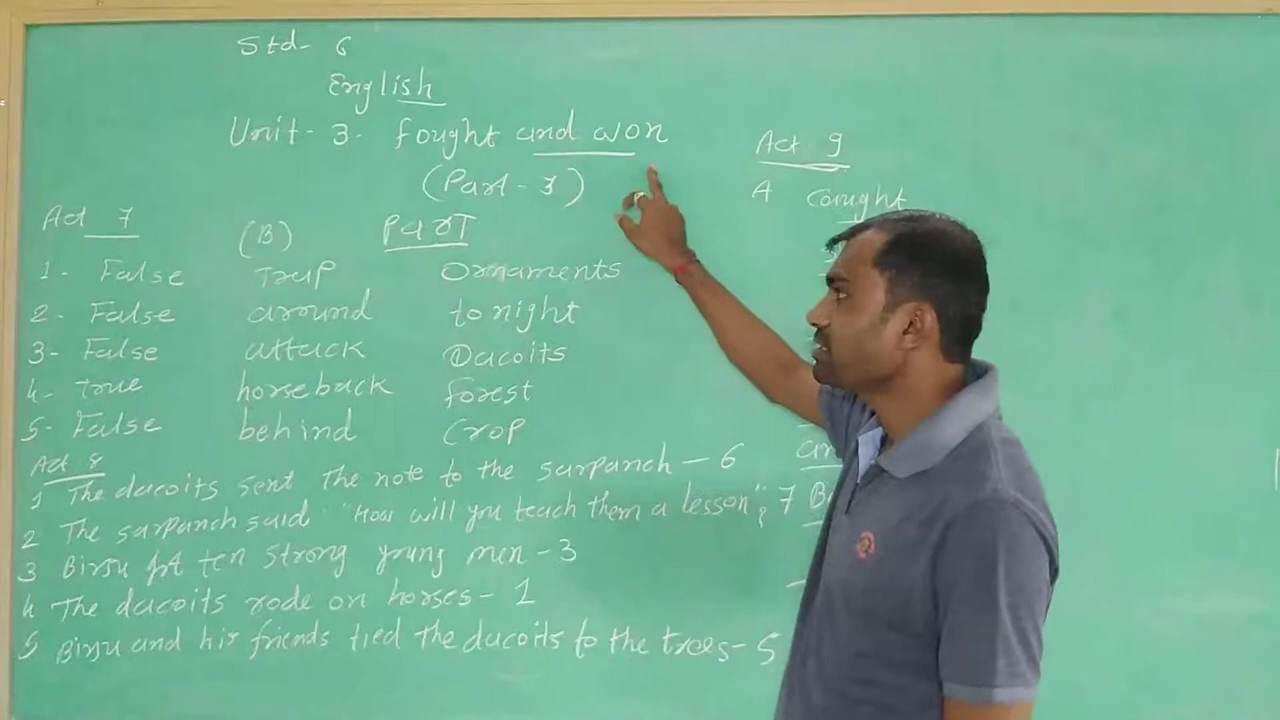 Std- 6
English
Unit- 3- Fought and won
(Part - 3)
Act 7
(B)
PaRT
1- False Trap Ornaments
2- False around tonight
3- False attack Dacoits
4- True horseback forest
5- False behind Crop
Act 8
1 The dacoits sent The note to the sarpanch - 6
2 The sarpanch said "How will you teach them a lesson"? 7
3 Birju ten strong young men - 3
4 The dacoits rode on horses - 1
5 Birju and his friends tied the dacoits to the trees - 5
Act 9
A Caught